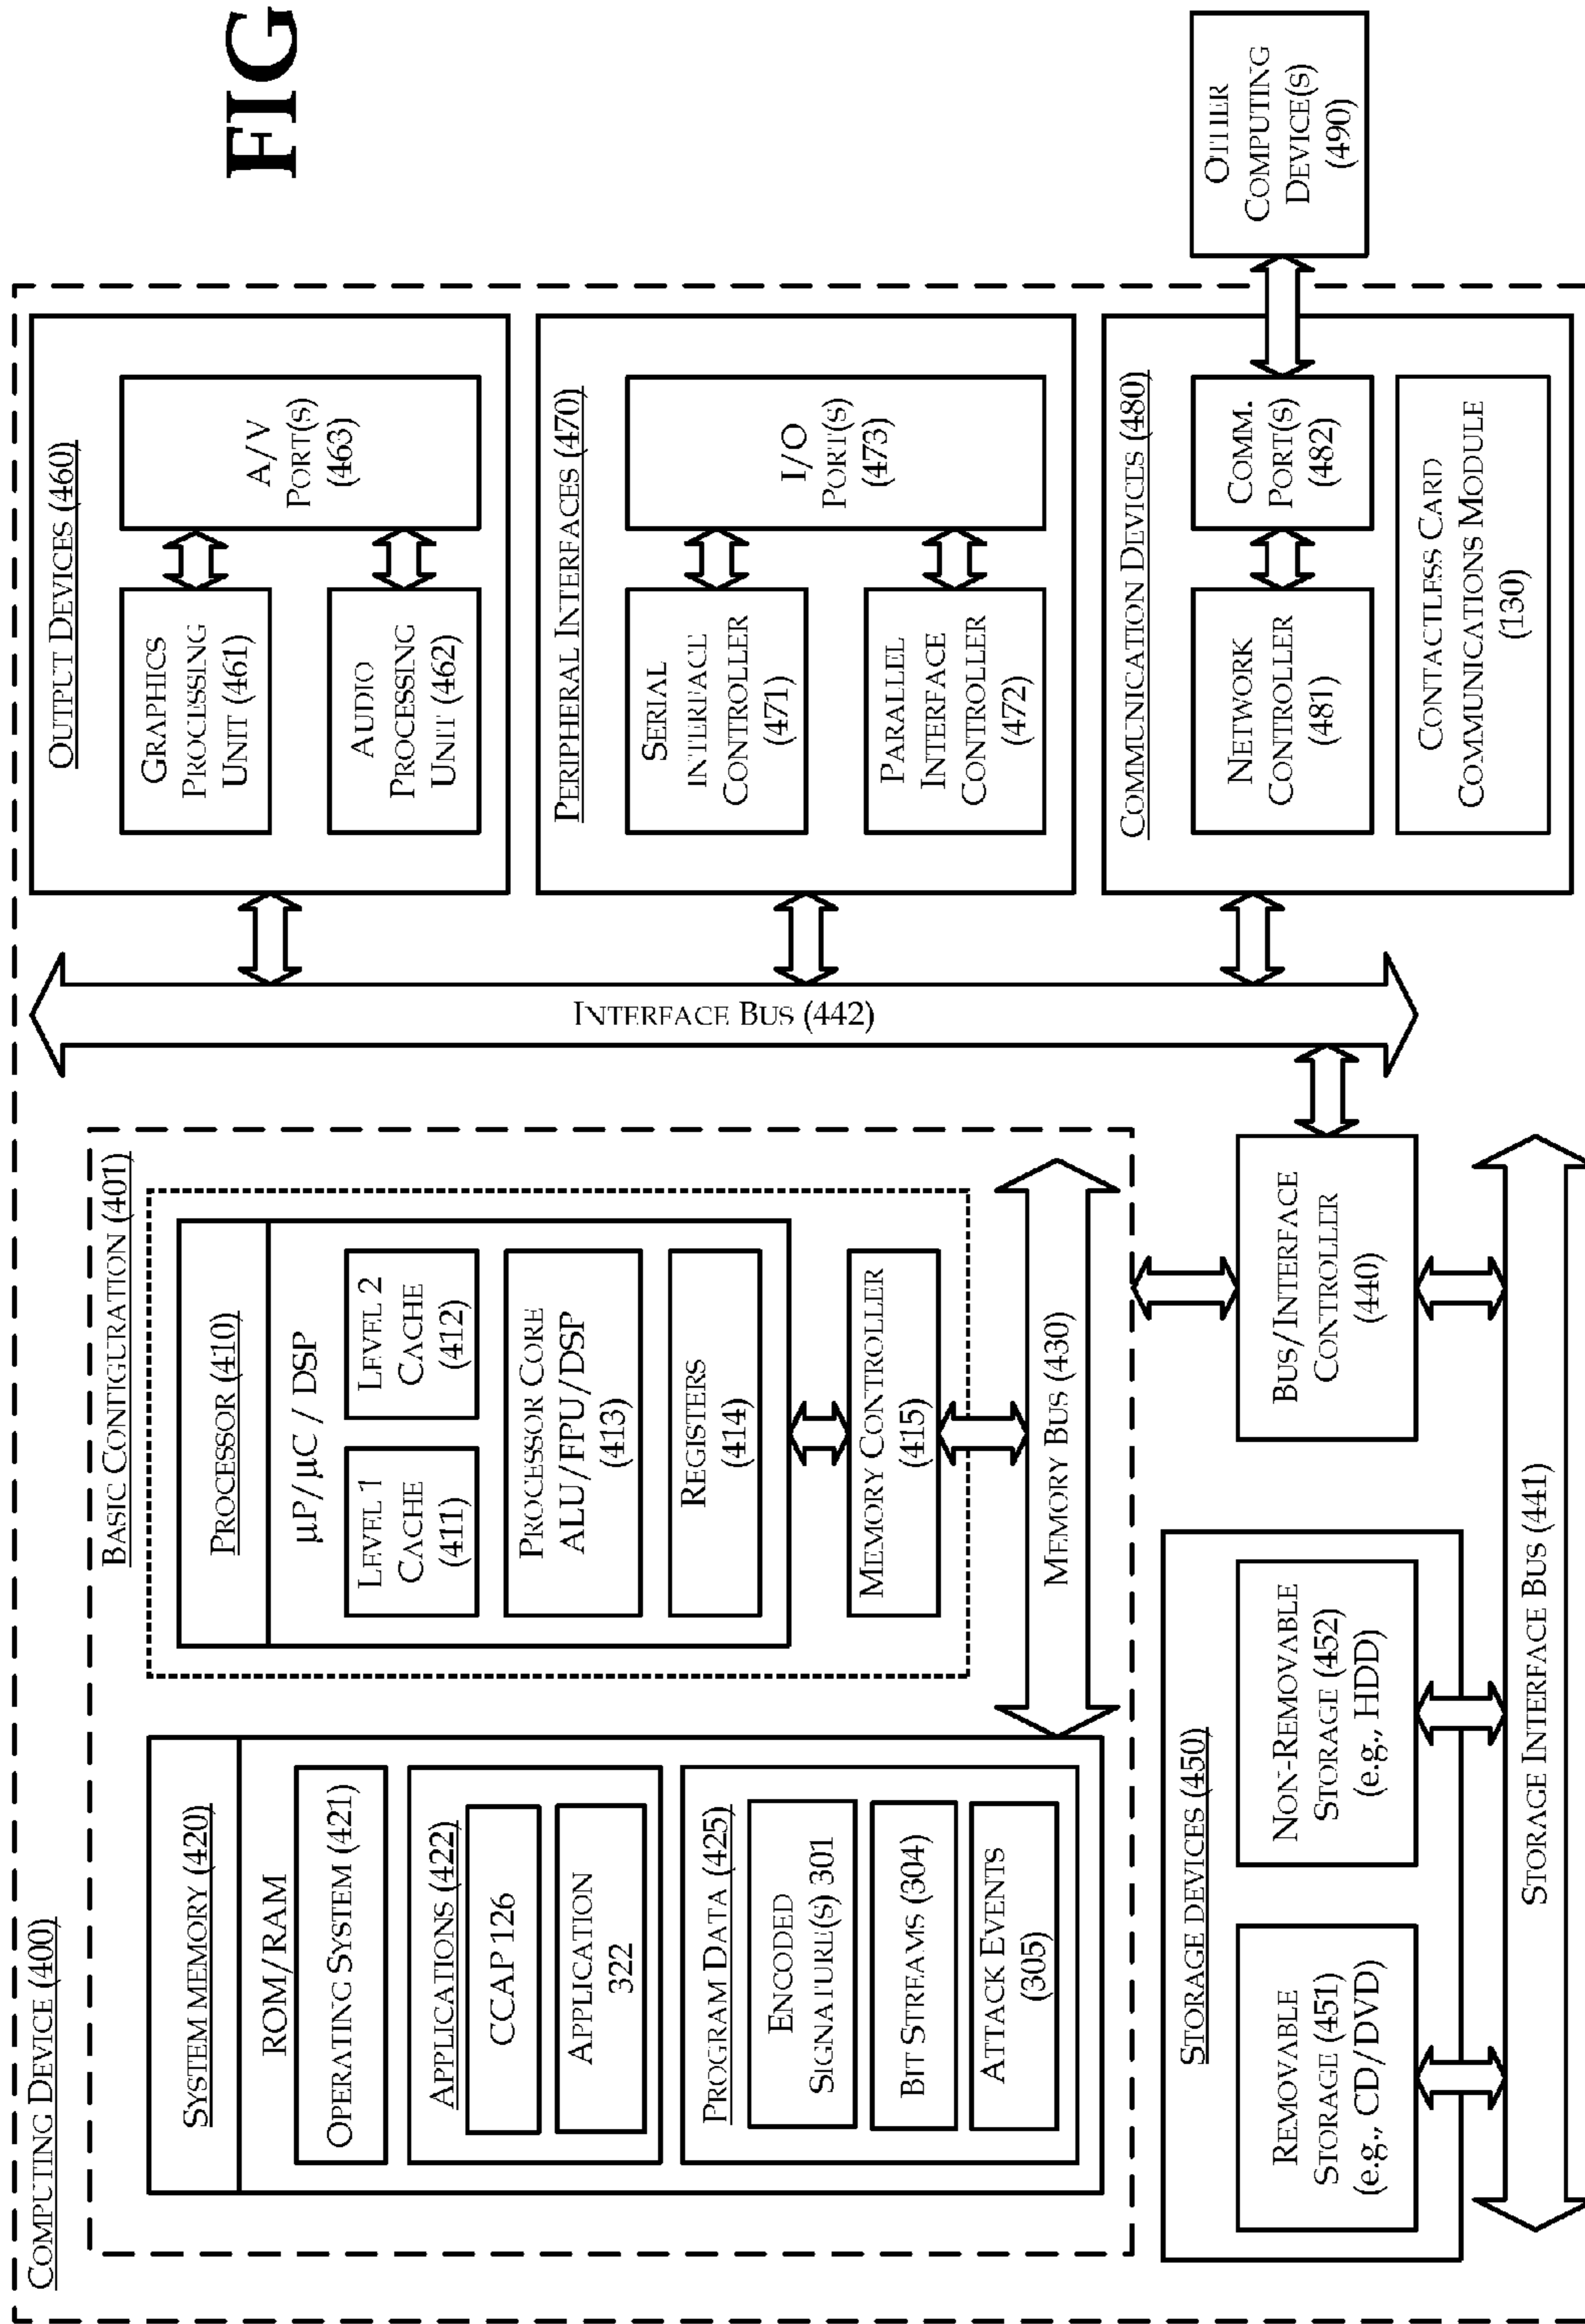 FIG
COMPUTING DEVICE (400)
BASIC CONFIGURATION (401)
SYSTEM MEMORY (420)
ROM/RAM
OPERATING SYSTEM (421)
APPLICATIONS (422)
CCAP 126
APPLICATION
322
PROGRAM DATA (425)
ENCODED
SIGNATURE(S) 301
BIT STREAMS (304)
ATTACK EVENTS
(305)
PROCESSOR (410)
µP/µC / DSP
LEVEL 1
CACHE
(411)
LEVEL 2
CACHE
(412)
PROCESSOR CORE
ALU/FPU/DSP
(413)
REGISTERS
(414)
MEMORY CONTROLLER
(415)
MEMORY BUS (430)
STORAGE DEVICES (450)
REMOVABLE
STORAGE (451)
(e.g., CD/DVD)
NON-REMOVABLE
STORAGE (452)
(e.g., HDD)
BUS/INTERFACE
CONTROLLER
(440)
STORAGE INTERFACE BUS (441)
INTERFACE BUS (442)
OUTPUT DEVICES (460)
GRAPHICS
PROCESSING
UNIT (461)
AUDIO
PROCESSING
UNIT (462)
A/V
PORT(S)
(463)
PERIPHERAL INTERFACES (470)
SERIAL
INTERFACE
CONTROLLER
(471)
PARALLEL
INTERFACE
CONTROLLER
(472)
I/O
PORT(S)
(473)
COMMUNICATION DEVICES (480)
NETWORK
CONTROLLER
(481)
COMM.
PORT(S)
(482)
CONTACTLESS CARD
COMMUNICATIONS MODULE
(130)
OTHER
COMPUTING
DEVICE(S)
(490)